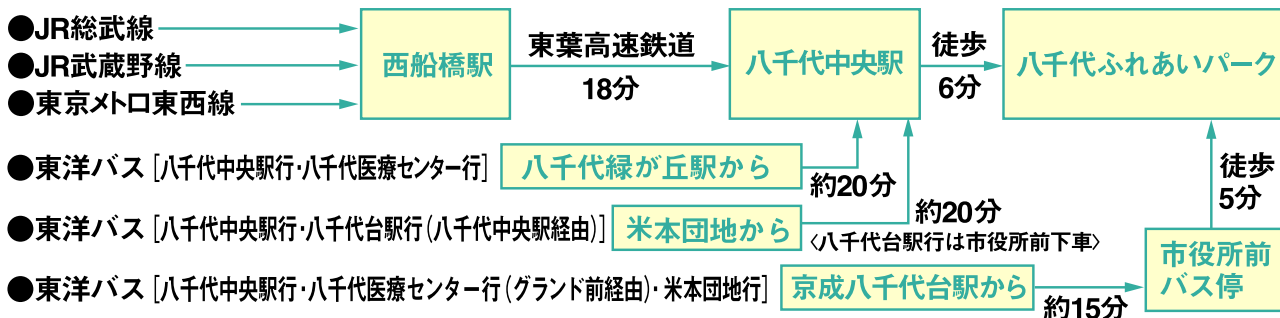 ●JR総武線
●JR武蔵野線
●東京メトロ東西線
西船橋駅
東葉高速鉄道
18分
八千代中央駅
徒歩
6分
八千代ふれあいパーク
●東洋バス[八千代中央駅行・八千代医療センター行]
八千代緑が丘駅から
約20分
徒歩
5分
●東洋バス[八千代中央駅行・八千代台駅行(八千代中央駅経由)]
米本団地から
約20分
〈八千代台駅行は市役所前下車〉
●東洋バス[八千代中央駅行・八千代医療センター行(グランド前経由)・米本団地行]
京成八千代台駅から
約15分
市役所前
バス停